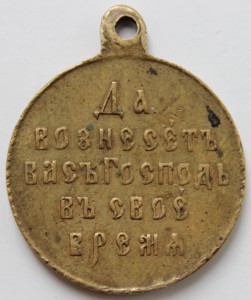 Да
вознесетъ
васъ Господь
въ свое
время